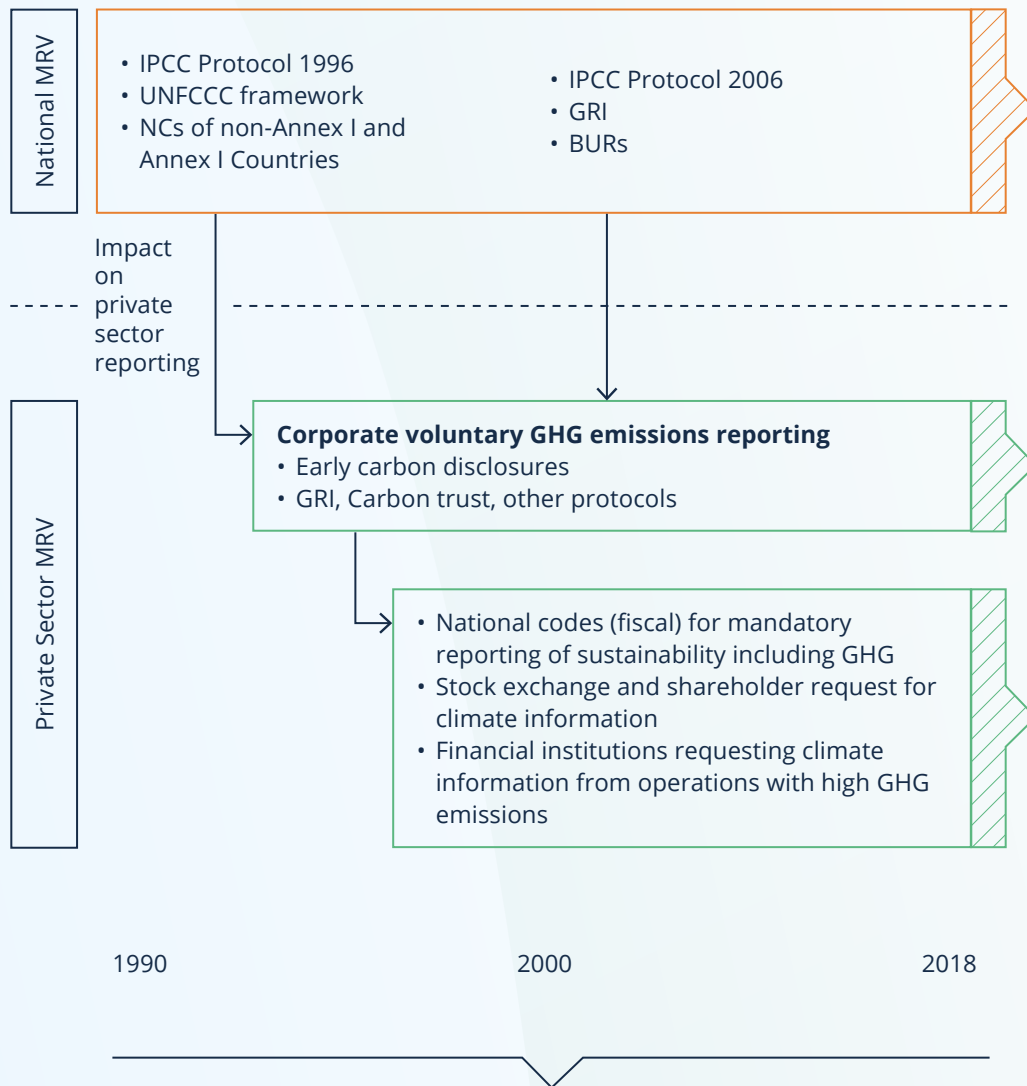 National MRV
• IPCC Protocol 1996
• UNFCCC framework
• NCs of non-Annex I and
Annex I Countries
• IPCC Protocol 2006
• GRI
• BURs
Impact
on
private
sector
reporting
Private Sector MRV
Corporate voluntary GHG emissions reporting
• Early carbon disclosures
• GRI, Carbon trust, other protocols
• National codes (fiscal) for mandatory
reporting of sustainability including GHG
• Stock exchange and shareholder request for
climate information
• Financial institutions requesting climate
information from operations with high GHG
emissions
1990
2000
2018